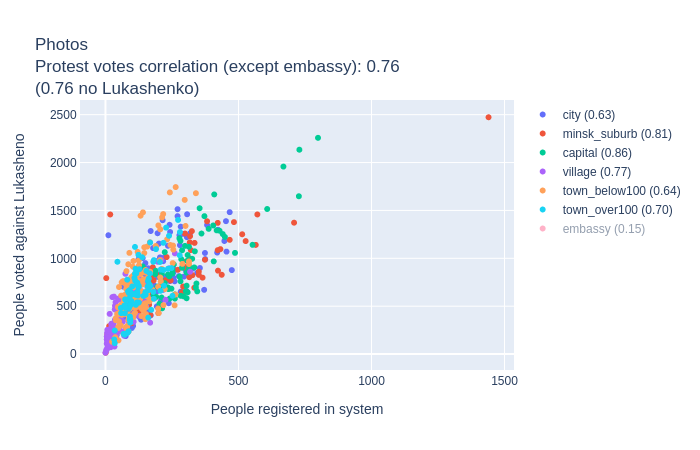 Photos
Protest votes correlation (except embassy): 0.76
(0.76 no Lukashenko)
2500
2000
1500
1000
500
0
People voted against Lukasheno
0
500
1000
1500
People registered in system
city (0.63)
minsk_suburb (0.81)
capital (0.86)
village (0.77)
town_below100 (0.64)
town_over100 (0.70)
embassy (0.15)